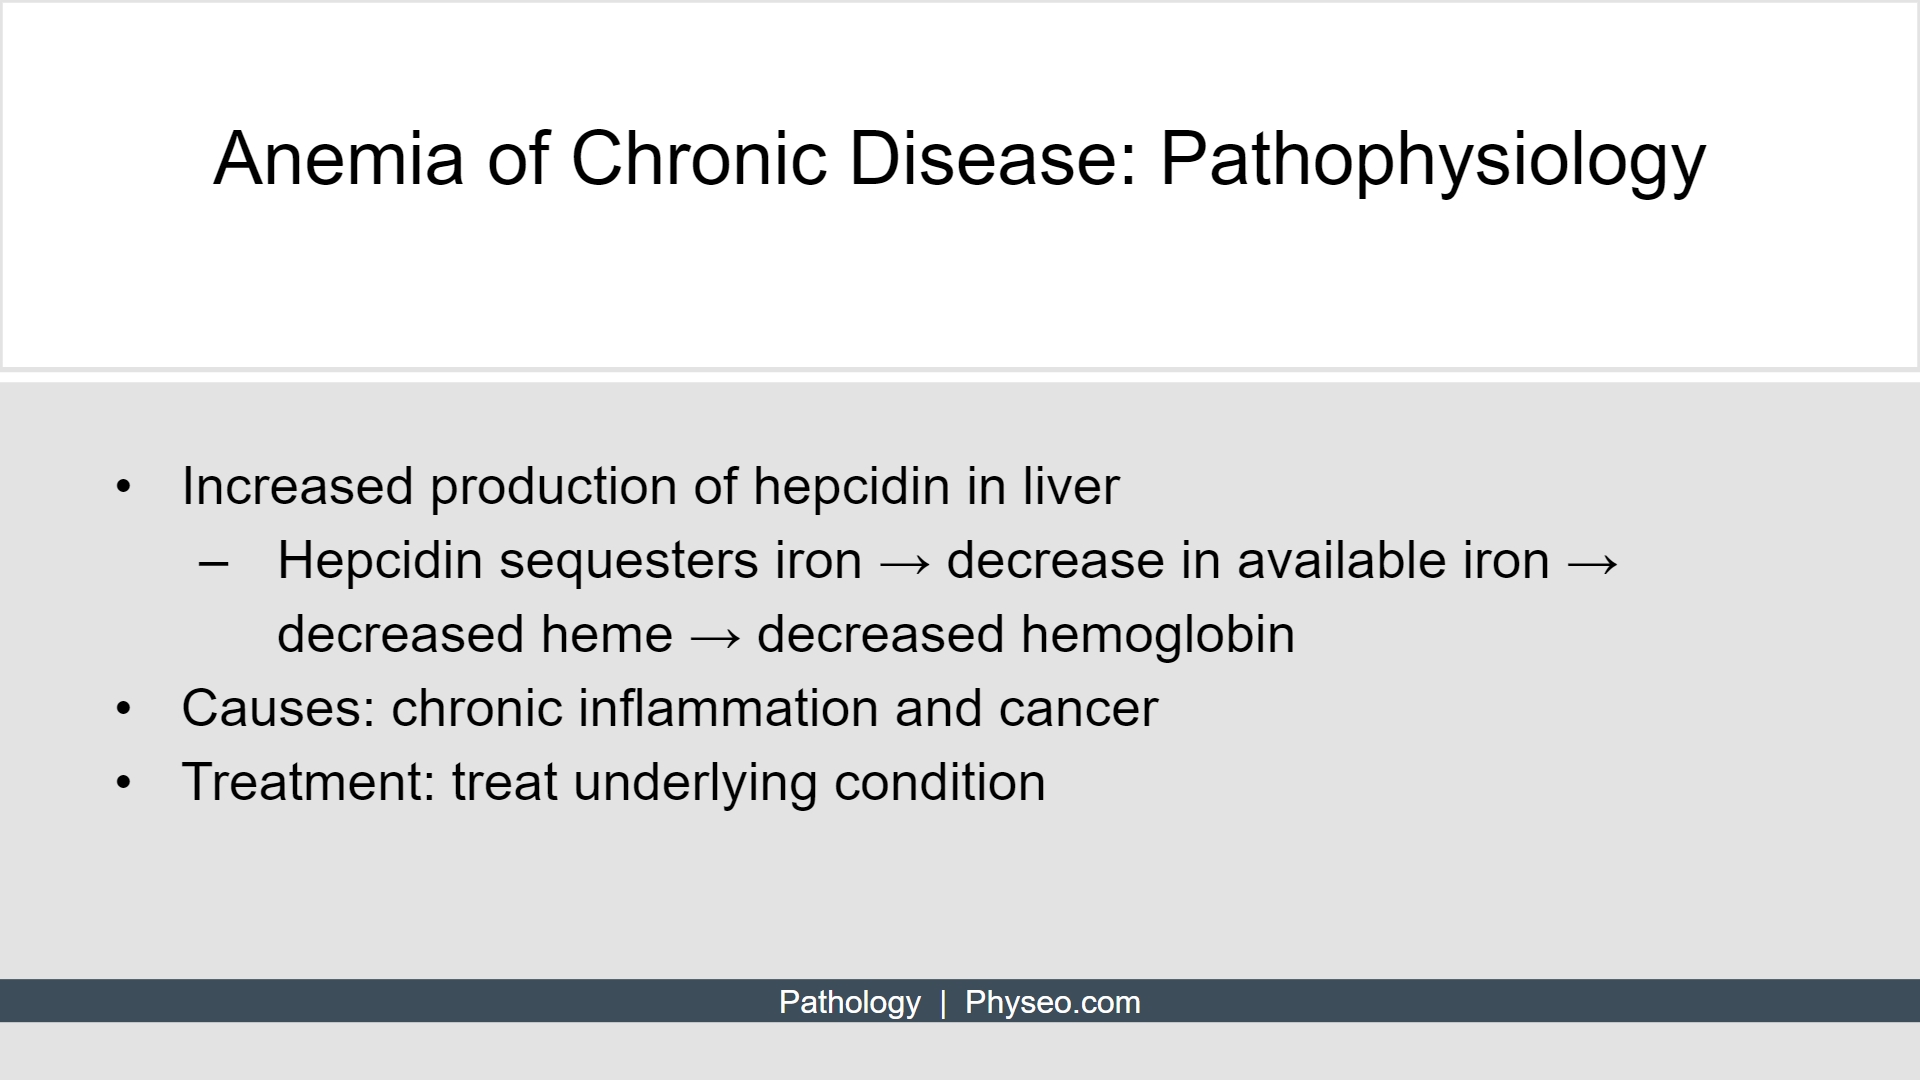 Anemia of Chronic Disease: Pathophysiology
• Increased production of hepcidin in liver
– Hepcidin sequesters iron → decrease in available iron →
decreased heme → decreased hemoglobin
• Causes: chronic inflammation and cancer
• Treatment: treat underlying condition
Pathology | Physeo.com